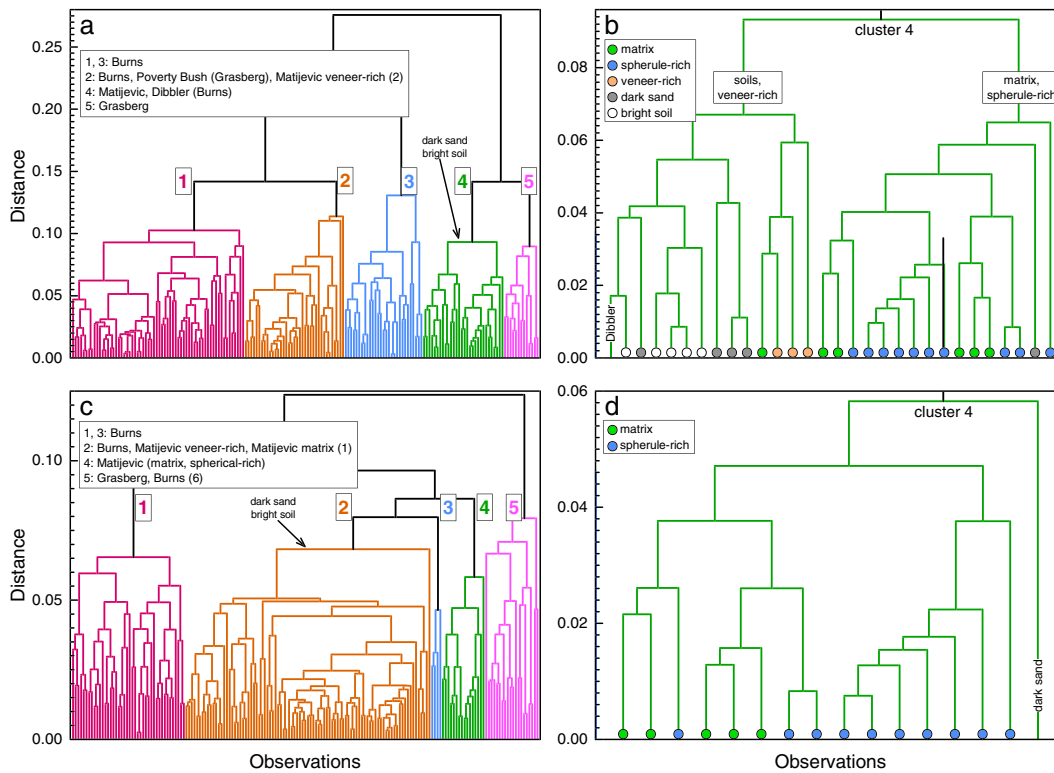 a
0.25
0.20
0.15
0.10
0.05
0.00
Distance
1, 3: Burns
2: Burns, Poverty Bush (Grasberg), Matijevic veneer-rich (2)
4: Matijevic, Dibbler (Burns)
5: Grasberg
dark sand
bright soil
1
2
3
4
5
b
0.08
0.06
0.04
0.02
0.00
matrix
spherule-rich
veneer-rich
dark sand
bright soil
cluster 4
soils,
veneer-rich
matrix,
spherule-rich
Dibbler
c
0.10
0.05
0.00
Distance
1, 3: Burns
2: Burns, Matijevic veneer-rich, Matijevic matrix (1)
4: Matijevic (matrix, spherical-rich)
5: Grasberg, Burns (6)
dark sand
bright soil
1
2
3
4
5
Observations
d
0.06
0.04
0.02
0.00
matrix
spherule-rich
cluster 4
dark sand
Observations